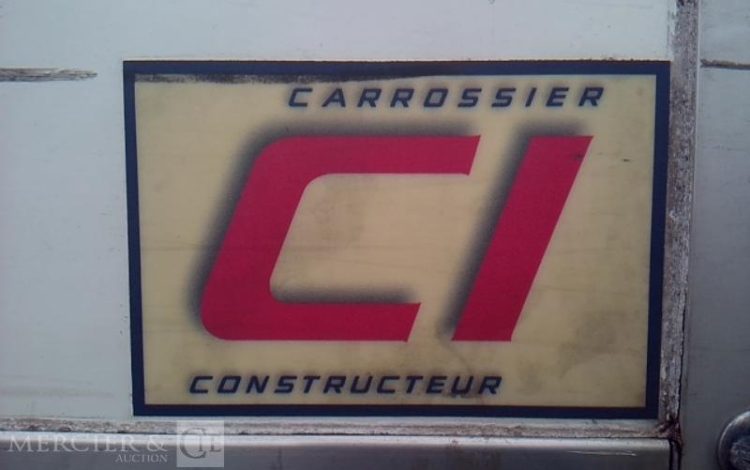 CARROSSIER
CI
CONSTRUCTEUR
MERCIER & CIE
AUCTION